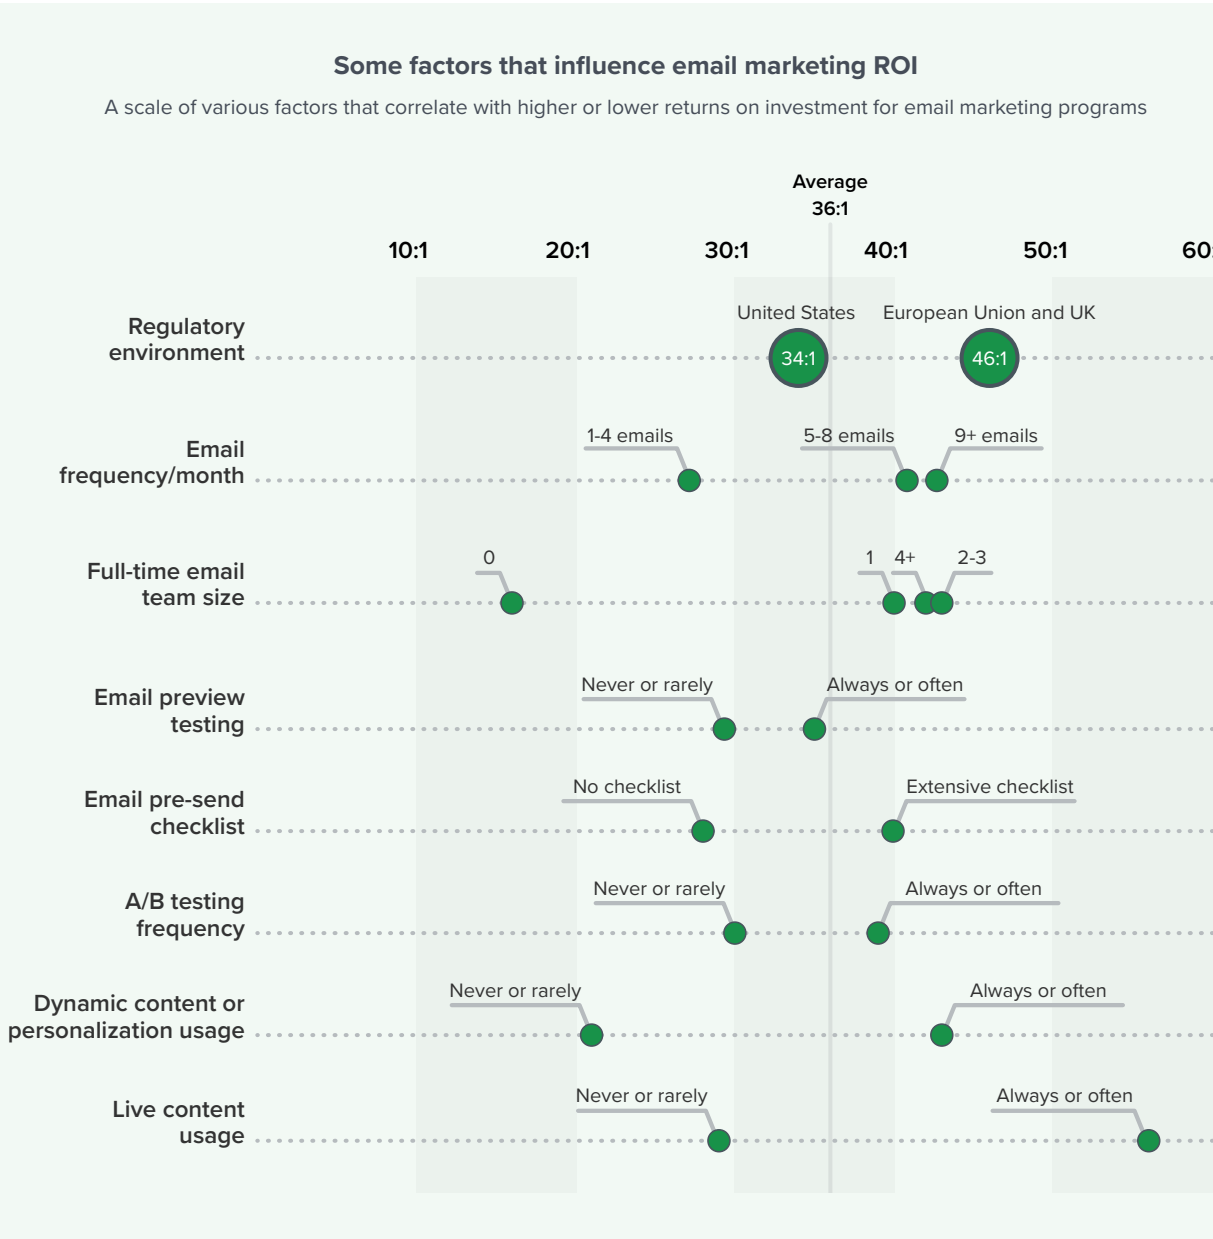 Some factors that influence email marketing ROI
A scale of various factors that correlate with higher or lower returns on investment for email marketing programs
Average
36:1
10:1 20:1 30:1 40:1 50:1 60:
Regulatory
environment
United States European Union and UK
34:1 46:1
Email
frequency/month
1-4 emails 5-8 emails 9+ emails
Full-time email
team size
0 1 4+ 2-3
Email preview
testing
Never or rarely Always or often
Email pre-send
checklist
No checklist Extensive checklist
A/B testing
frequency
Never or rarely Always or often
Dynamic content or
personalization usage
Never or rarely Always or often
Live content
usage
Never or rarely Always or often